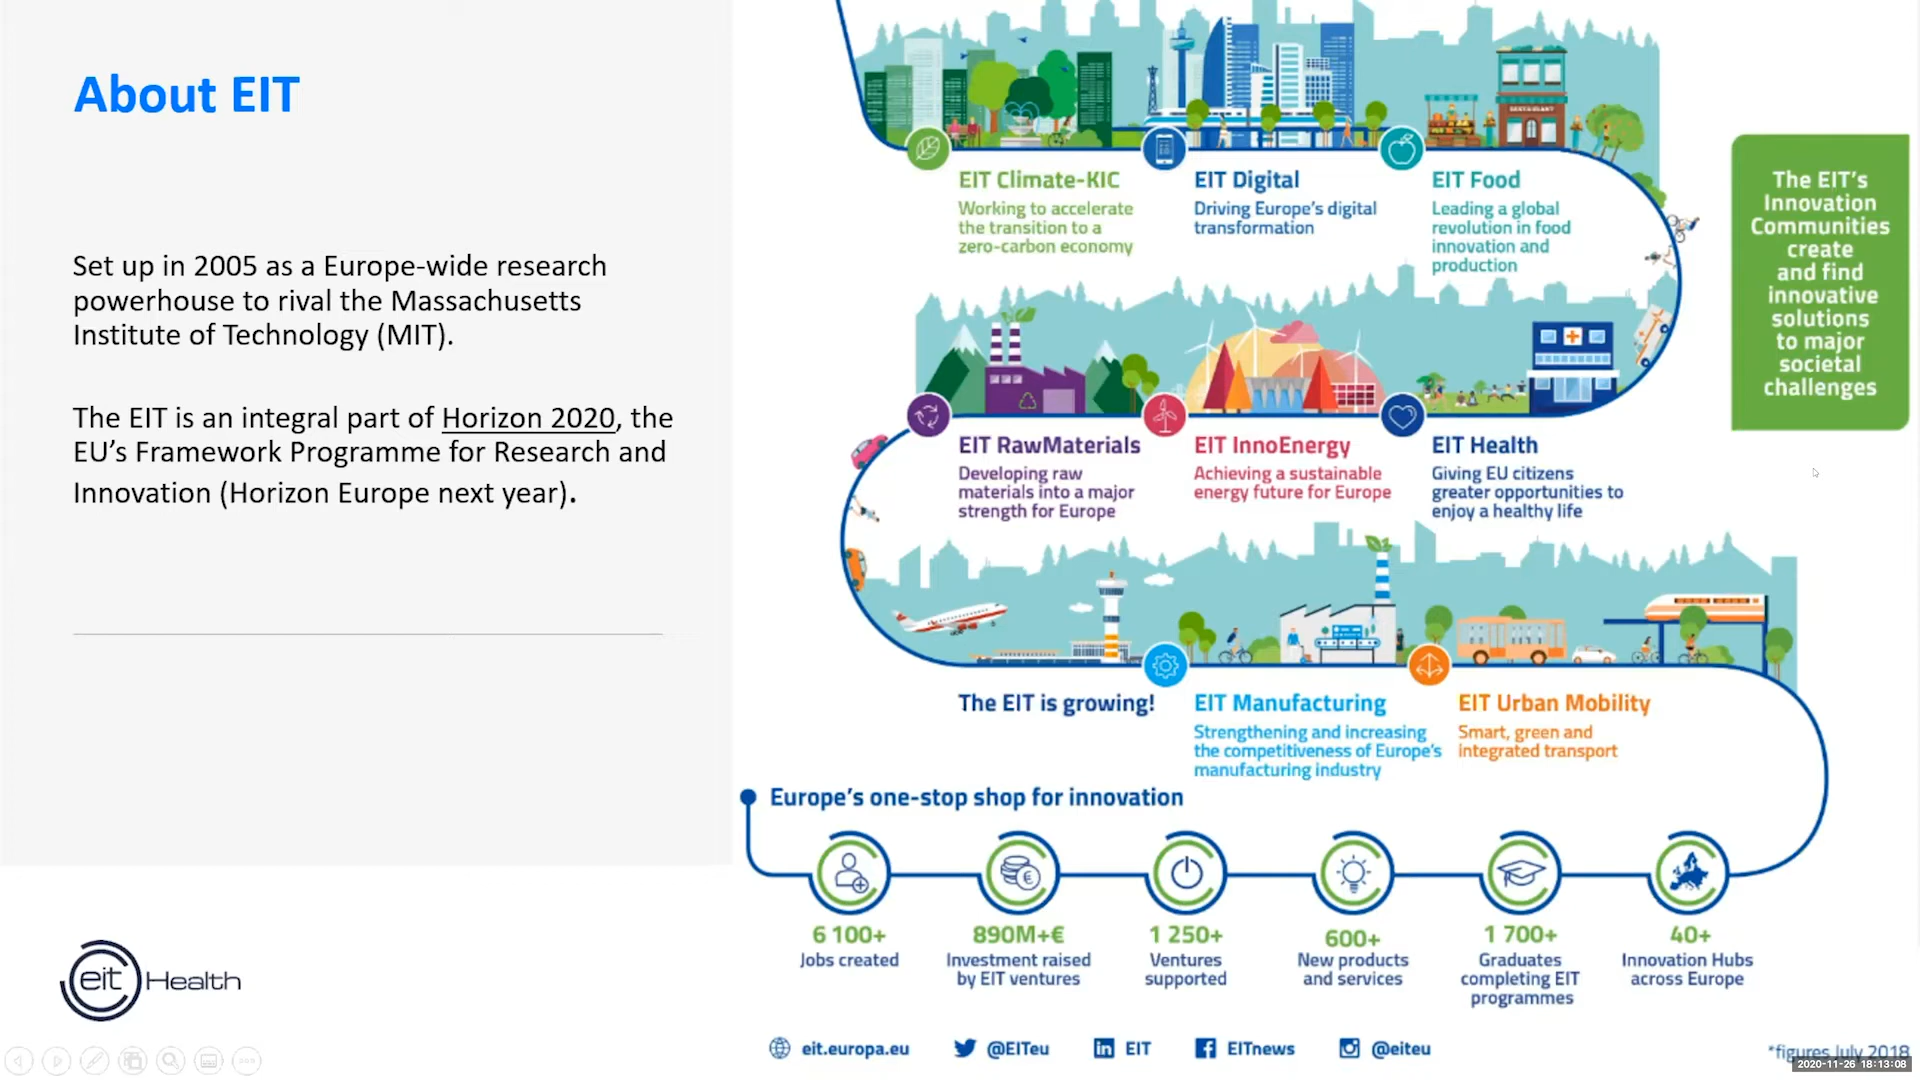 About EIT
Set up in 2005 as a Europe-wide research
powerhouse to rival the Massachusetts
Institute of Technology (MIT).
The EIT is an integral part of Horizon 2020, the
EU's Framework Programme for Research and
Innovation (Horizon Europe next year).
eit Health
RESTAURANT
EIT Climate-KIC
Working to accelerate
the transition to a
zero-carbon economy
EIT Digital
Driving Europe's digital
transformation
EIT Food
Leading a global
revolution in food
innovation and
production
The EIT's
Innovation
Communities
create
and find
innovative
solutions
to major
societal
challenges
EIT RawMaterials
Developing raw
materials into a major
strength for Europe
EIT InnoEnergy
Achieving a sustainable
energy future for Europe
EIT Health
Giving EU citizens
greater opportunities to
enjoy a healthy life
The EIT is growing!
EIT Manufacturing
Strengthening and increasing
the competitiveness of Europe's
manufacturing industry
EIT Urban Mobility
Smart, green and
integrated transport
Europe's one-stop shop for innovation
6 100+
Jobs created
890M+€
Investment raised
by EIT ventures
1 250+
Ventures
supported
600+
New products
and services
1 700+
Graduates
completing EIT
programmes
40+
Innovation Hubs
across Europe
eit.europa.eu
@EITeu
EIT
EITnews
@eiteu
*figures July 2018
2020-11-26 18:13:08